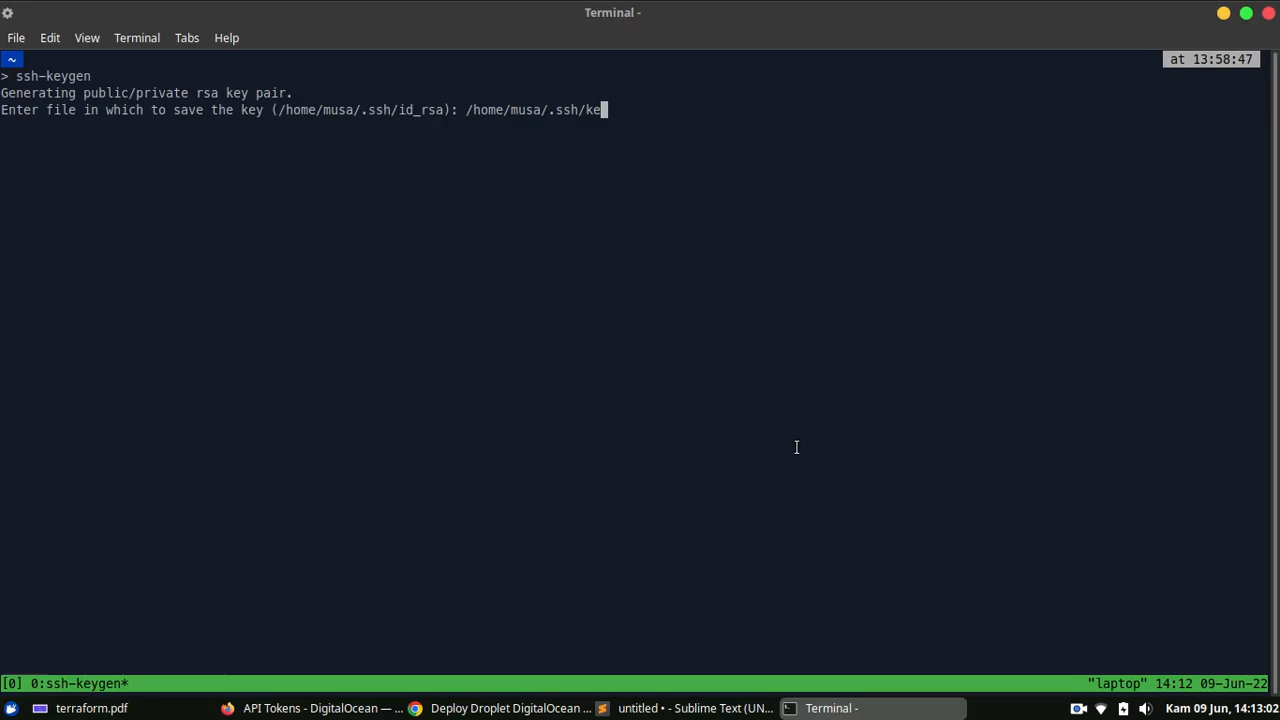 Terminal -
File Edit View Terminal Tabs Help
~ at 13:58:47
> ssh-keygen
Generating public/private rsa key pair.
Enter file in which to save the key (/home/musa/.ssh/id_rsa): /home/musa/.ssh/ke
[0] 0:ssh-keygen* "laptop" 14:12 09-Jun-22
terraform.pdf API Tokens - DigitalOcean — ... Deploy Droplet DigitalOcean ... untitled • - Sublime Text (UN... Terminal - Kam 09 Jun, 14:13:02